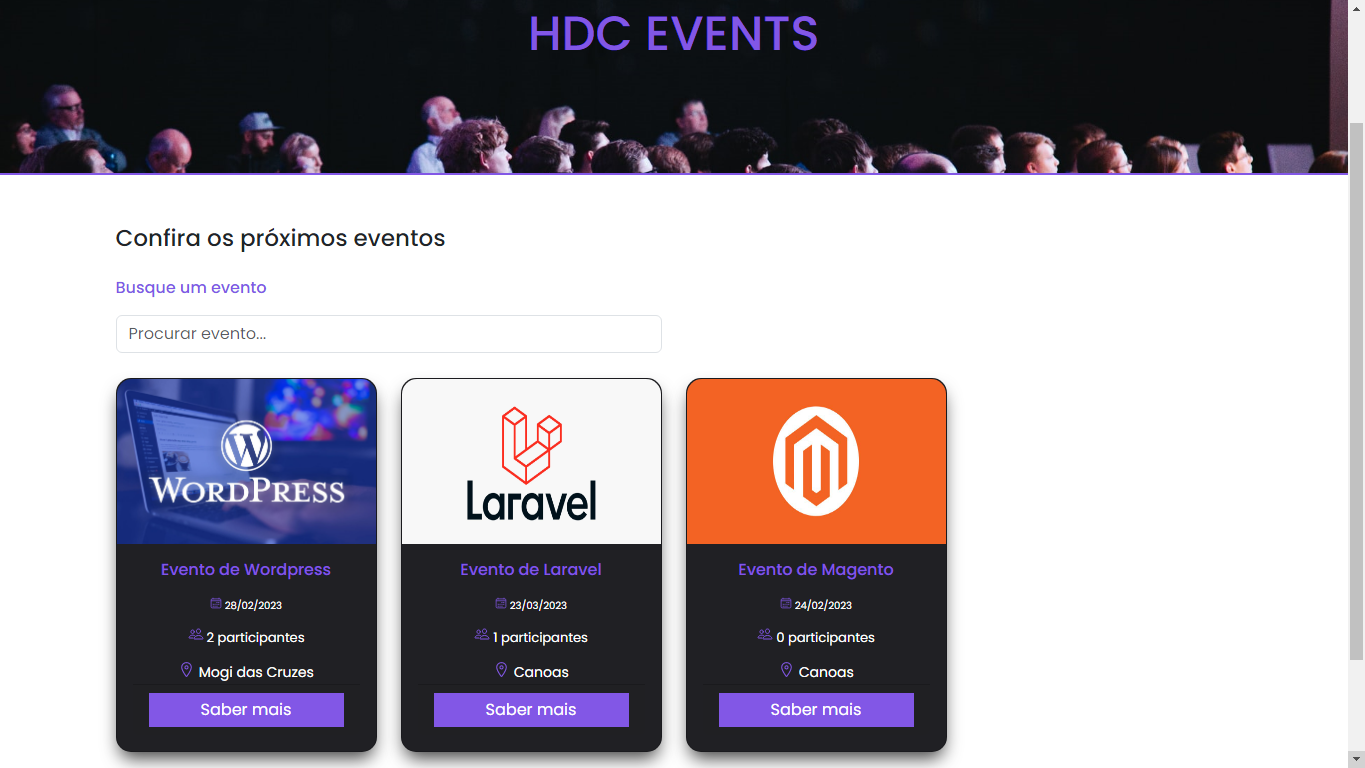 HDC EVENTS
Confira os próximos eventos
Busque um evento
Procurar evento...
WORDPRESS
Evento de Wordpress
28/02/2023
2 participantes
Mogi das Cruzes
Saber mais
Laravel
Evento de Laravel
23/03/2023
1 participantes
Canoas
Saber mais
Evento de Magento
24/02/2023
0 participantes
Canoas
Saber mais